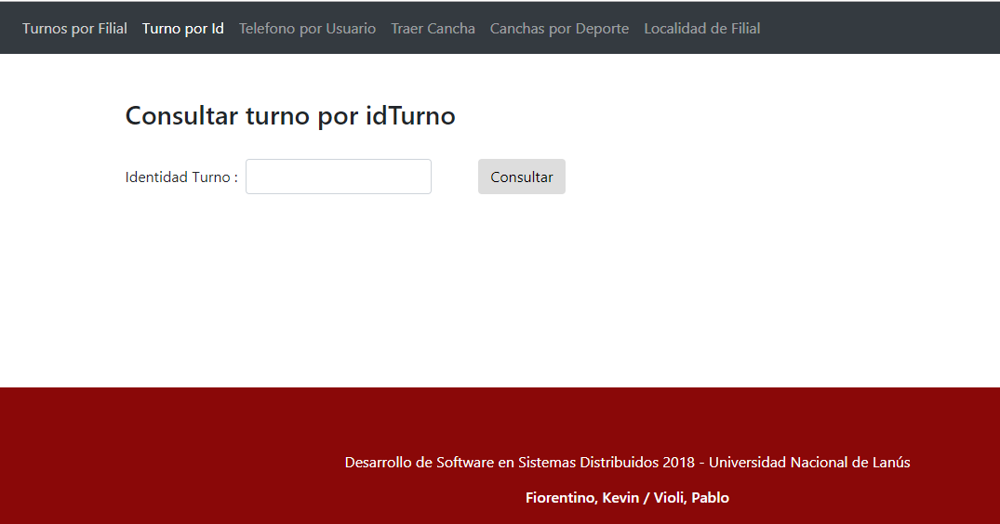 Turnos por Filial Turno por Id Telefono por Usuario Traer Cancha Canchas por Deporte Localidad de Filial
Consultar turno por idTurno
Identidad Turno : Consultar
Desarrollo de Software en Sistemas Distribuidos 2018 - Universidad Nacional de Lanús
Fiorentino, Kevin / Violi, Pablo